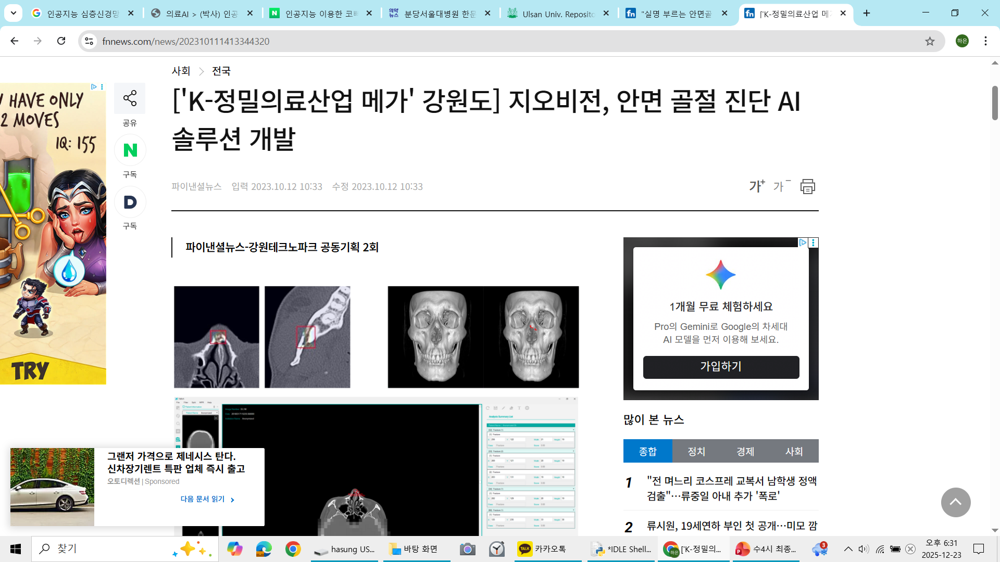 인공지능 심층신경망
의료AI > (박사) 인공
인공지능 이용한 코뼈
의약뉴스 분당서울대병원 한문
Ulsan Univ. Reposito
"실명 부르는 안면골
['K-정밀의료산업 메가
fnnews.com/news/202310111413344320
하은
사회 > 전국
['K-정밀의료산업 메가' 강원도] 지오비전, 안면 골절 진단 AI
솔루션 개발
파이낸셜뉴스 입력 2023.10.12 10:33 수정 2023.10.12 10:33
가+ 가-
공유
N
구독
D
구독
HAVE ONLY
2 MOVES
IQ: 155
TRY
파이낸셜뉴스-강원테크노파크 공동기획 2회
Analysis Summary List
1개월 무료 체험하세요
Pro의 Gemini로 Google의 차세대
AI 모델을 먼저 이용해 보세요.
가입하기
많이 본 뉴스
종합 정치 경제 사회
1 "전 며느리 코스프레 교복서 남학생 정액
검출"…류중일 아내 추가 '폭로'
2 류시원, 19세연하 부인 첫 공개…미모 깜
그랜저 가격으로 제네시스 탄다.
신차장기렌트 특판 업체 즉시 출고
오토디렉션 | Sponsored
다음 문서 읽기 >
찾기
hasung US...
바탕 화면
TALK 카카오톡
*IDLE Shell...
['K-정밀의...
수4시 최종...
3
오후 6:31
2025-12-23